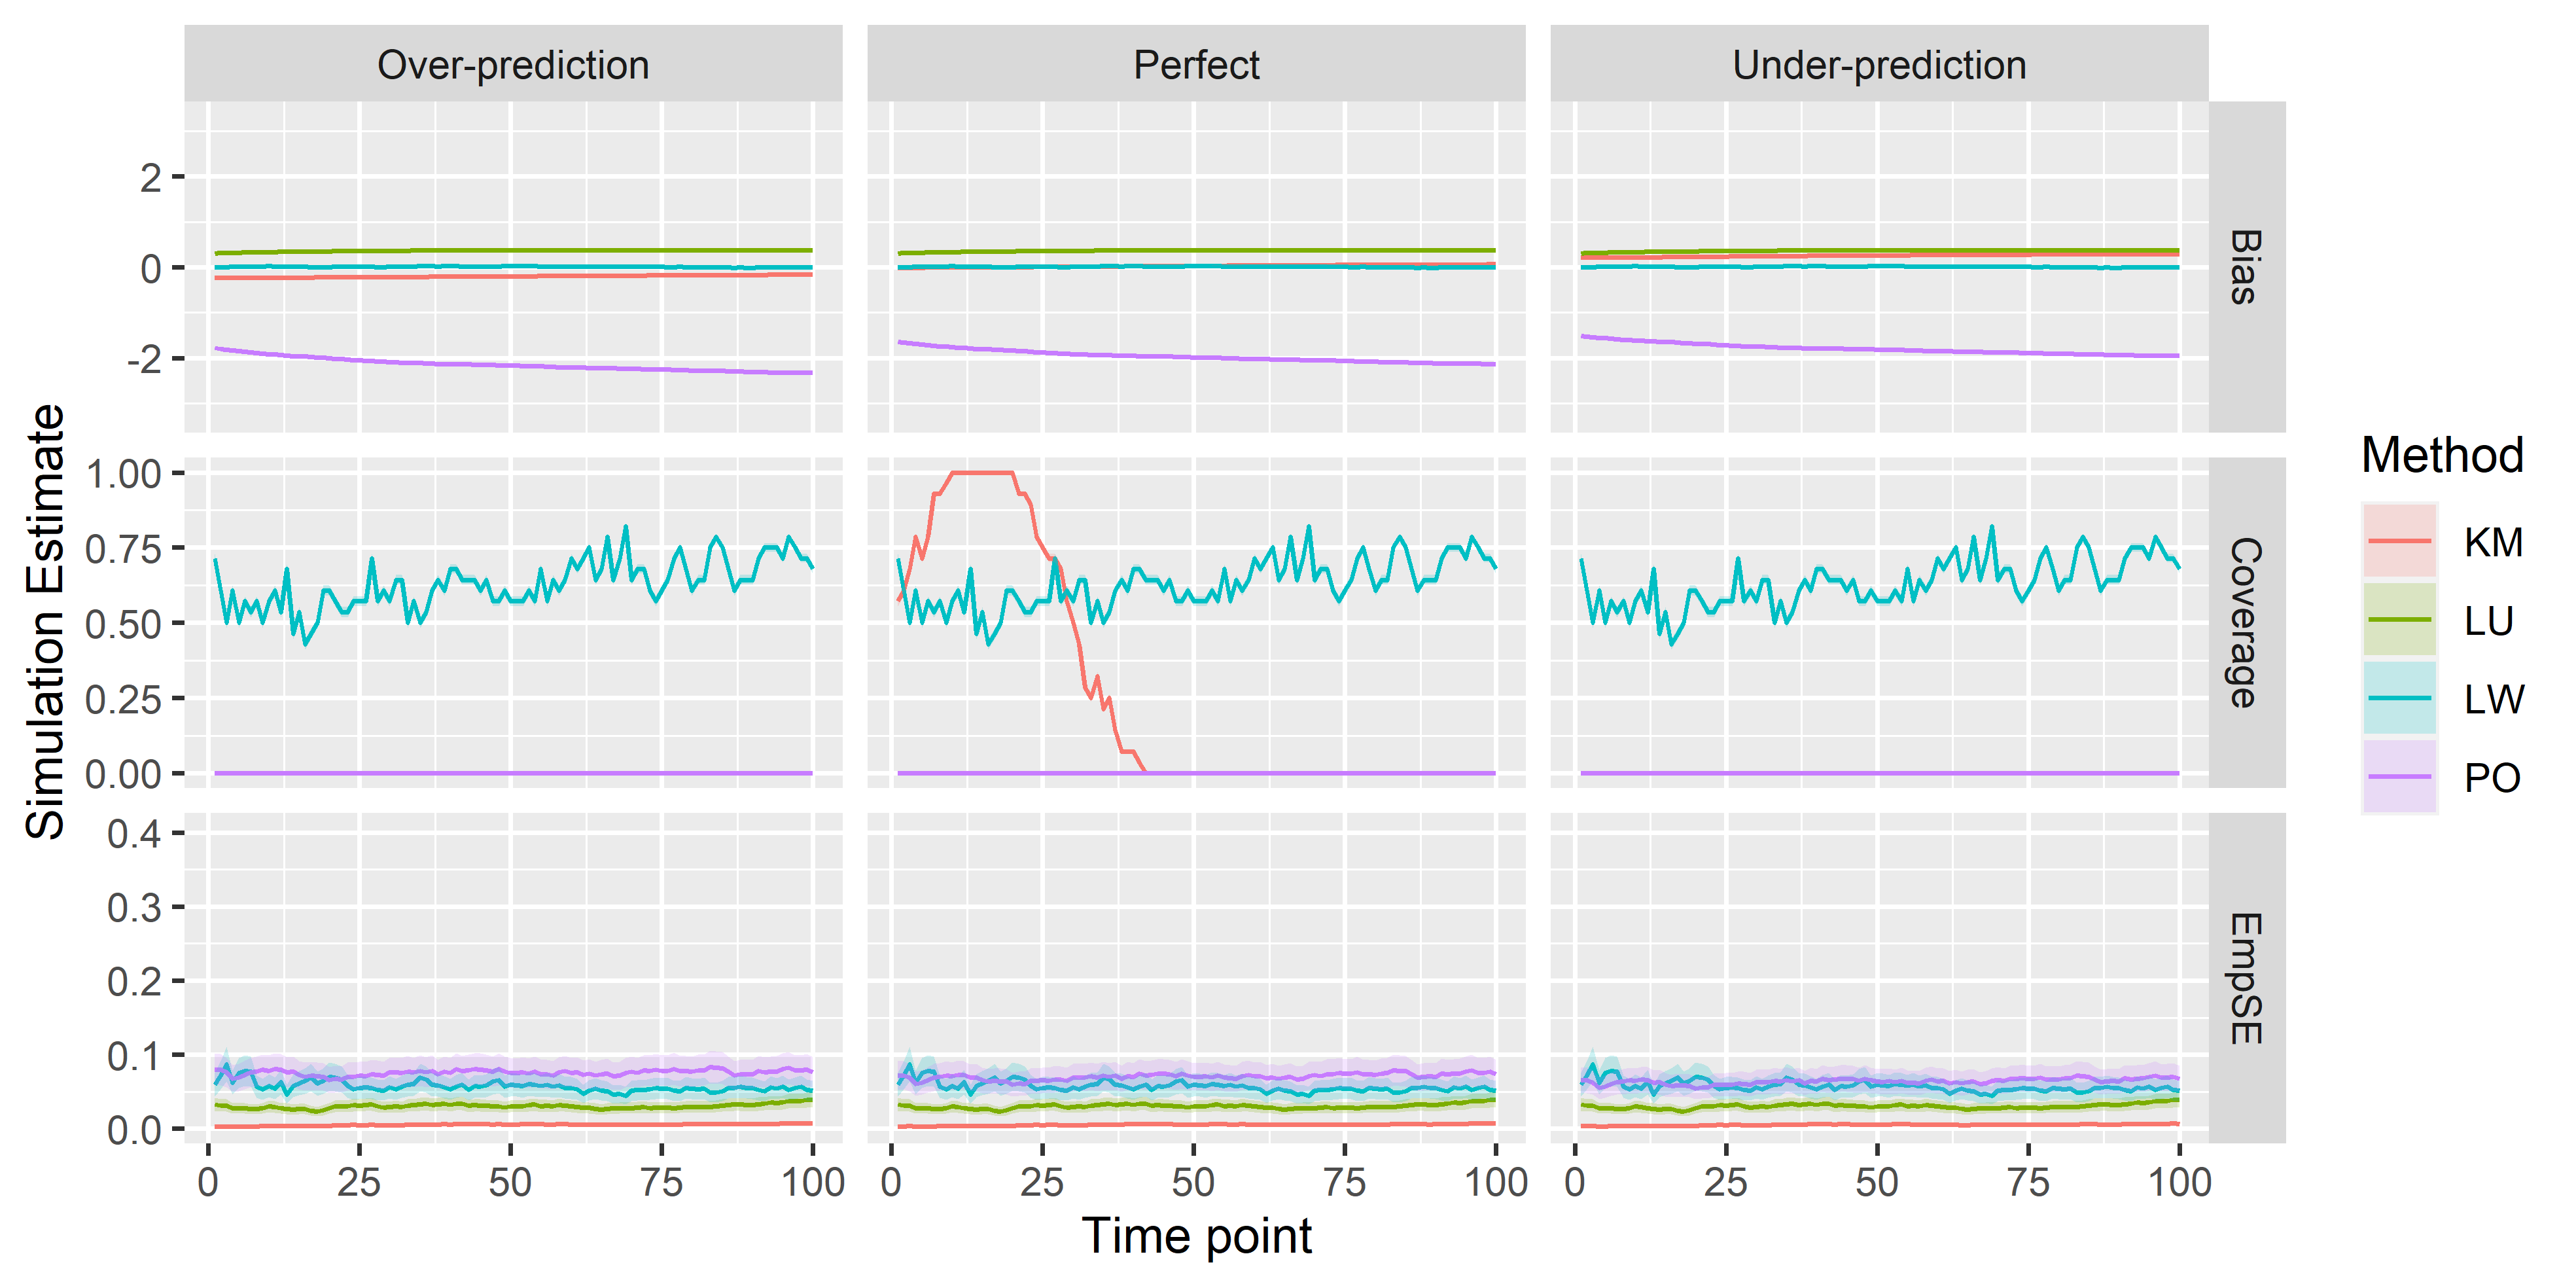 Over-prediction
Perfect
Under-prediction
2
0
-2
Bias
1.00
0.75
0.50
0.25
0.00
Coverage
0.4
0.3
0.2
0.1
0.0
EmpSE
0 25 50 75 100
0 25 50 75 100
0 25 50 75 100
Time point
Simulation Estimate
Method
KM
LU
LW
PO